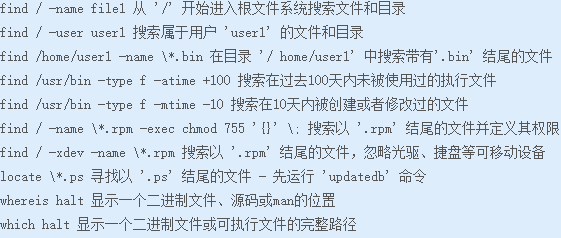 find / -name file1 从 '/' 开始进入根文件系统搜索文件和目录
find / -user user1 搜索属于用户 'user1' 的文件和目录
find /home/user1 -name \*.bin 在目录 '/ home/user1' 中搜索带有'.bin' 结尾的文件
find /usr/bin -type f -atime +100 搜索在过去100天内未被使用过的执行文件
find /usr/bin -type f -mtime -10 搜索在10天内被创建或者修改过的文件
find / -name \*.rpm -exec chmod 755 '{}' \; 搜索以 '.rpm' 结尾的文件并定义其权限
find / -xdev -name \*.rpm 搜索以 '.rpm' 结尾的文件，忽略光驱、捷盘等可移动设备
locate \*.ps 寻找以 '.ps' 结尾的文件 - 先运行 'updatedb' 命令
whereis halt 显示一个二进制文件、源码或man的位置
which halt 显示一个二进制文件或可执行文件的完整路径